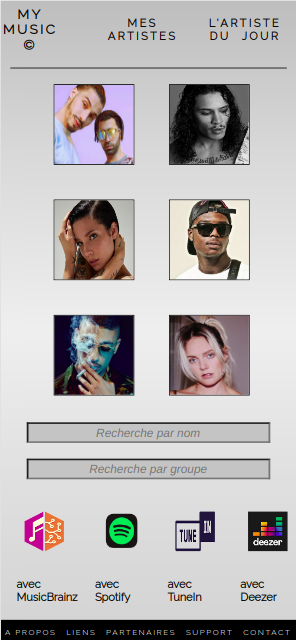 MY
MUSIC
©
MES
ARTISTES
L'ARTISTE
DU JOUR
Recherche par nom
Recherche par groupe
TUNE IN
deezer
avec
MusicBrainz
avec
Spotify
avec
TuneIn
avec
Deezer
A PROPOS LIENS PARTENAIRES SUPPORT CONTACT